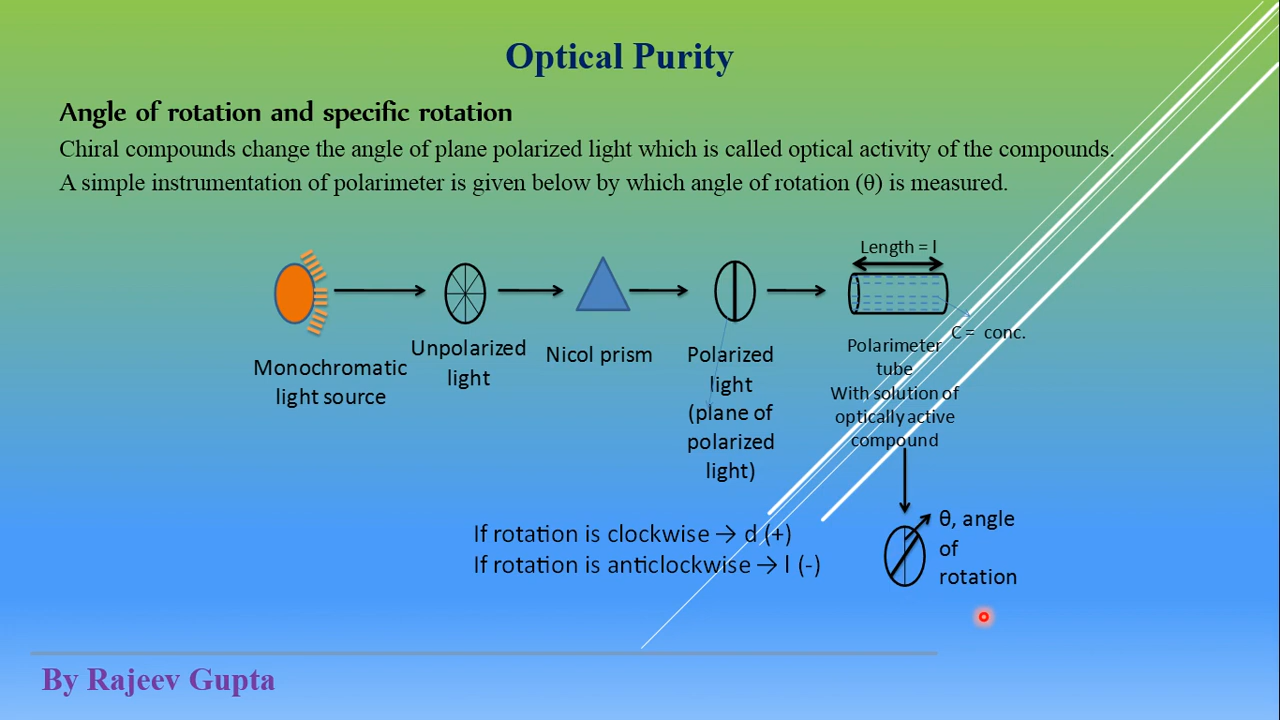 Optical Purity
Angle of rotation and specific rotation
Chiral compounds change the angle of plane polarized light which is called optical activity of the compounds.
A simple instrumentation of polarimeter is given below by which angle of rotation (θ) is measured.
Length = l
C = conc.
Monochromatic
light source
Unpolarized
light
Nicol prism
Polarized
light
(plane of
polarized
light)
Polarimeter
tube
With solution of
optically active
compound
θ, angle
of
rotation
If rotation is clockwise → d (+)
If rotation is anticlockwise → l (-)
By Rajeev Gupta